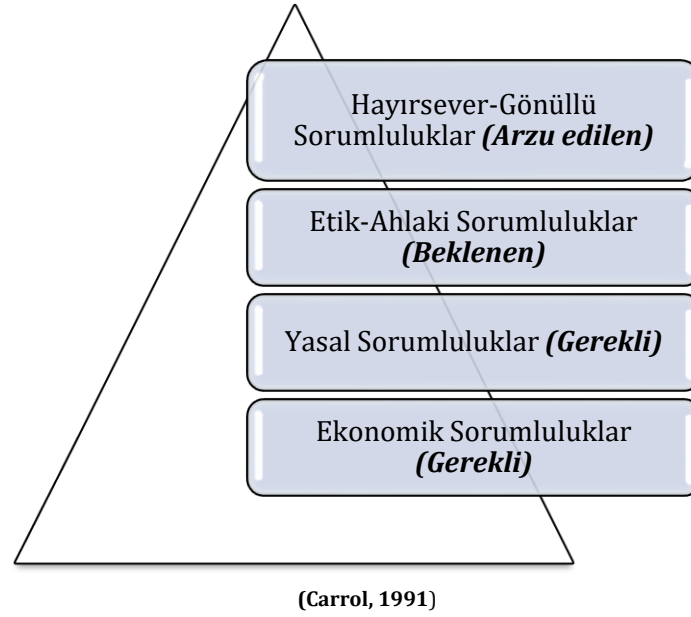 Hayırsever-Gönüllü
Sorumluluklar (Arzu edilen)
Etik-Ahlaki Sorumluluklar
(Beklenen)
Yasal Sorumluluklar (Gerekli)
Ekonomik Sorumluluklar
(Gerekli)
(Carrol, 1991)